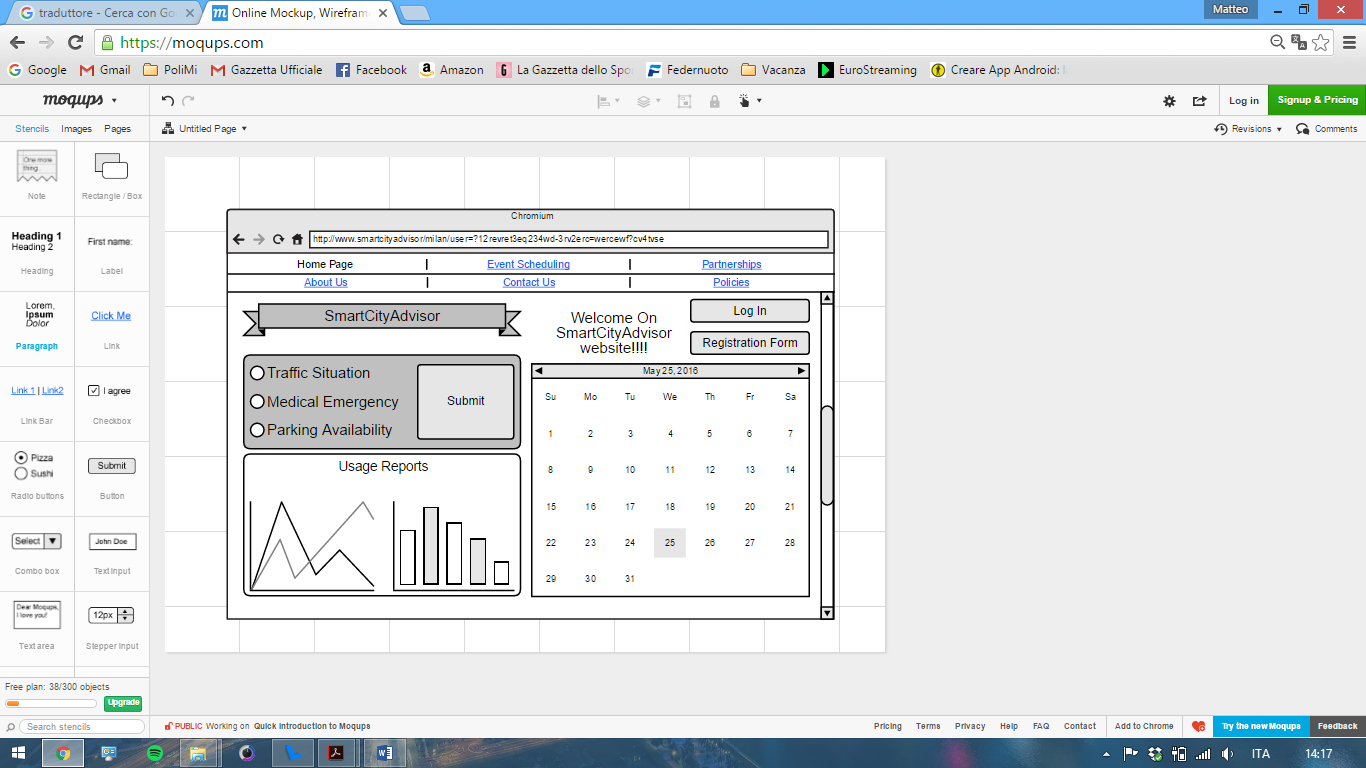 traduttore - Cerca con Go
Online Mockup, Wirefram
Matteo
https://moqups.com
Google
Gmail
PoliMi
Gazzetta Ufficiale
Facebook
Amazon
La Gazzetta dello Spo
Federnuoto
Vacanza
EuroStreaming
Creare App Android:
moqups
Log in
Signup & Pricing
Stencils Images Pages
Untitled Page
Revisions
Comments
One more thing.
Note
Rectangle / Box
Heading 1
Heading 2
Heading
First name:
Label
Lorem,
Ipsum
Dolor
Paragraph
Click Me
Link
Link 1 | Link2
Link Bar
I agree
Checkbox
Pizza
Sushi
Radio buttons
Submit
Button
Select
Combo box
John Doe
Text Input
Dear Moqups,
I love you!
Text area
12px
Stepper Input
Free plan: 38/300 objects
Upgrade
Search stencils
Chromium
http://www.smartcityadvisor/milan/user=?12revret3eq234wd-3rv2erc=wercewf?cv4tvse
Home Page | Event Scheduling | Partnerships
About Us | Contact Us | Policies
SmartCityAdvisor
Welcome On
SmartCityAdvisor
website!!!!
Log In
Registration Form
Traffic Situation
Medical Emergency
Parking Availability
Submit
Usage Reports
May 25, 2016
Su Mo Tu We Th Fr Sa
1 2 3 4 5 6 7
8 9 10 11 12 13 14
15 16 17 18 19 20 21
22 23 24 25 26 27 28
29 30 31
PUBLIC Working on Quick Introduction to Moqups
Pricing Terms Privacy Help FAQ Contact
Add to Chrome
Try the new Moqups
Feedback
ITA
14:17